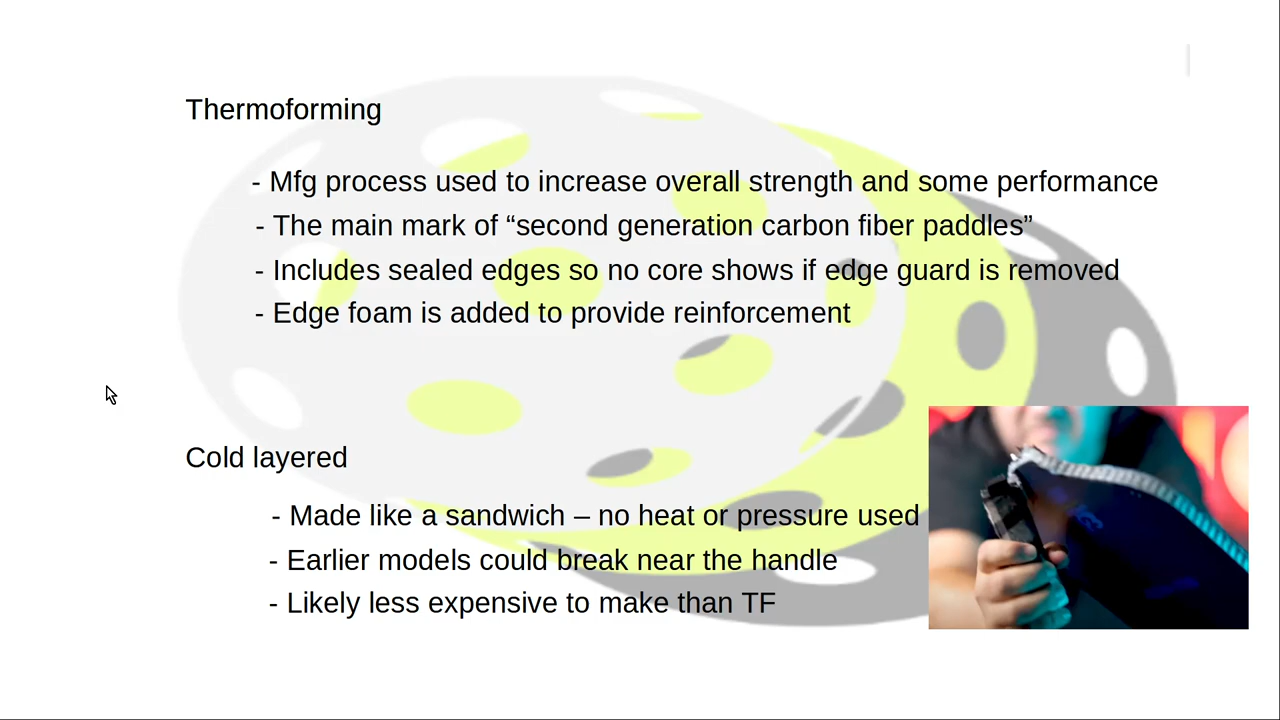 Thermoforming
- Mfg process used to increase overall strength and some performance
- The main mark of “second generation carbon fiber paddles”
- Includes sealed edges so no core shows if edge guard is removed
- Edge foam is added to provide reinforcement
Cold layered
- Made like a sandwich – no heat or pressure used
- Earlier models could break near the handle
- Likely less expensive to make than TF